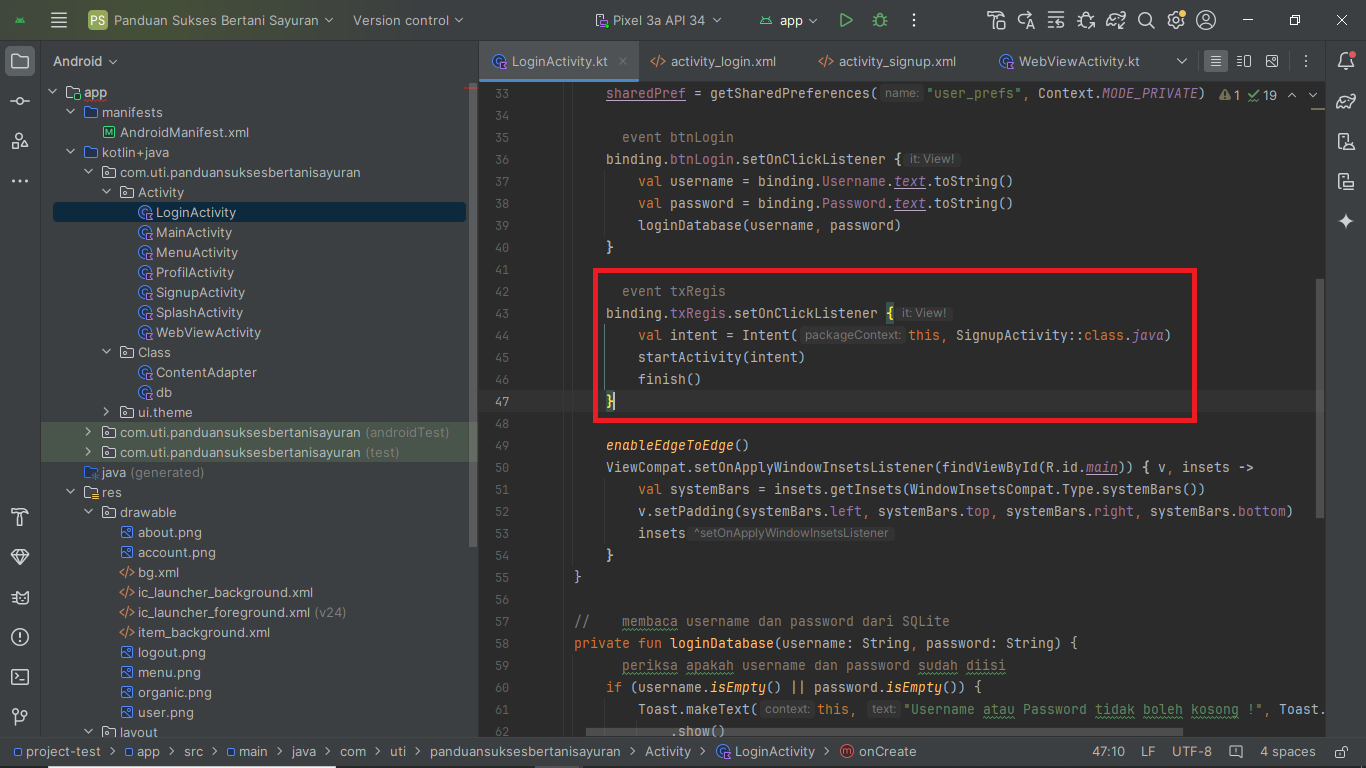 PS Panduan Sukses Bertani Sayuran Version control Pixel 3a API 34 app
Android
LoginActivity.kt activity_login.xml activity_signup.xml WebViewActivity.kt
app
manifests
AndroidManifest.xml
kotlin+java
com.uti.panduansuksesbertanisayuran
Activity
LoginActivity
MainActivity
MenuActivity
ProfilActivity
SignupActivity
SplashActivity
WebViewActivity
Class
ContentAdapter
db
ui.theme
com.uti.panduansuksesbertanisayuran (androidTest)
com.uti.panduansuksesbertanisayuran (test)
java (generated)
res
drawable
about.png
account.png
bg.xml
ic_launcher_background.xml
ic_launcher_foreground.xml (v24)
item_background.xml
logout.png
menu.png
organic.png
user.png
layout
33 sharedPref = getSharedPreferences( name: "user_prefs", Context.MODE_PRIVATE) 1 19
34
35 event btnLogin
36 binding.btnLogin.setOnClickListener { it: View!
37 val username = binding.Username.text.toString()
38 val password = binding.Password.text.toString()
39 loginDatabase(username, password)
40 }
41
42 event txRegis
43 binding.txRegis.setOnClickListener { it: View!
44 val intent = Intent( packageContext: this, SignupActivity::class.java)
45 startActivity(intent)
46 finish()
47 }
48
49 enableEdgeToEdge()
50 ViewCompat.setOnApplyWindowInsetsListener(findViewById(R.id.main)) { v, insets ->
51 val systemBars = insets.getInsets(WindowInsetsCompat.Type.systemBars())
52 v.setPadding(systemBars.left, systemBars.top, systemBars.right, systemBars.bottom)
53 insets ^setOnApplyWindowInsetsListener
54 }
55 }
56
57 // membaca username dan password dari SQLite
58 private fun loginDatabase(username: String, password: String) {
59 periksa apakah username dan password sudah diisi
60 if (username.isEmpty() || password.isEmpty()) {
61 Toast.makeText( context: this, text: "Username atau Password tidak boleh kosong !", Toast.
62 .show()
project-test > app > src > main > java > com > uti > panduansuksesbertanisayuran > Activity > LoginActivity > onCreate 47:10 LF UTF-8 4 spaces